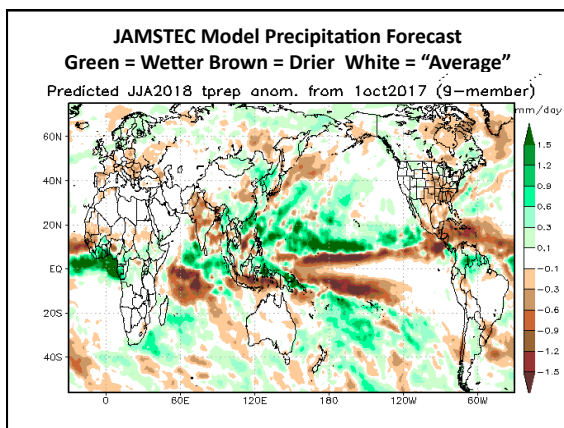 JAMSTEC Model Precipitation Forecast
Green = Wetter Brown = Drier White = “Average”
Predicted JJA2018 tprep anom. from 1oct2017 (9-member)
mm/day
60N
40N
20N
EQ
20S
40S
0
60E
120E
180
120W
60W
1.5
1.2
0.9
0.6
0.3
0.1
-0.1
-0.3
-0.6
-0.9
-1.2
-1.5